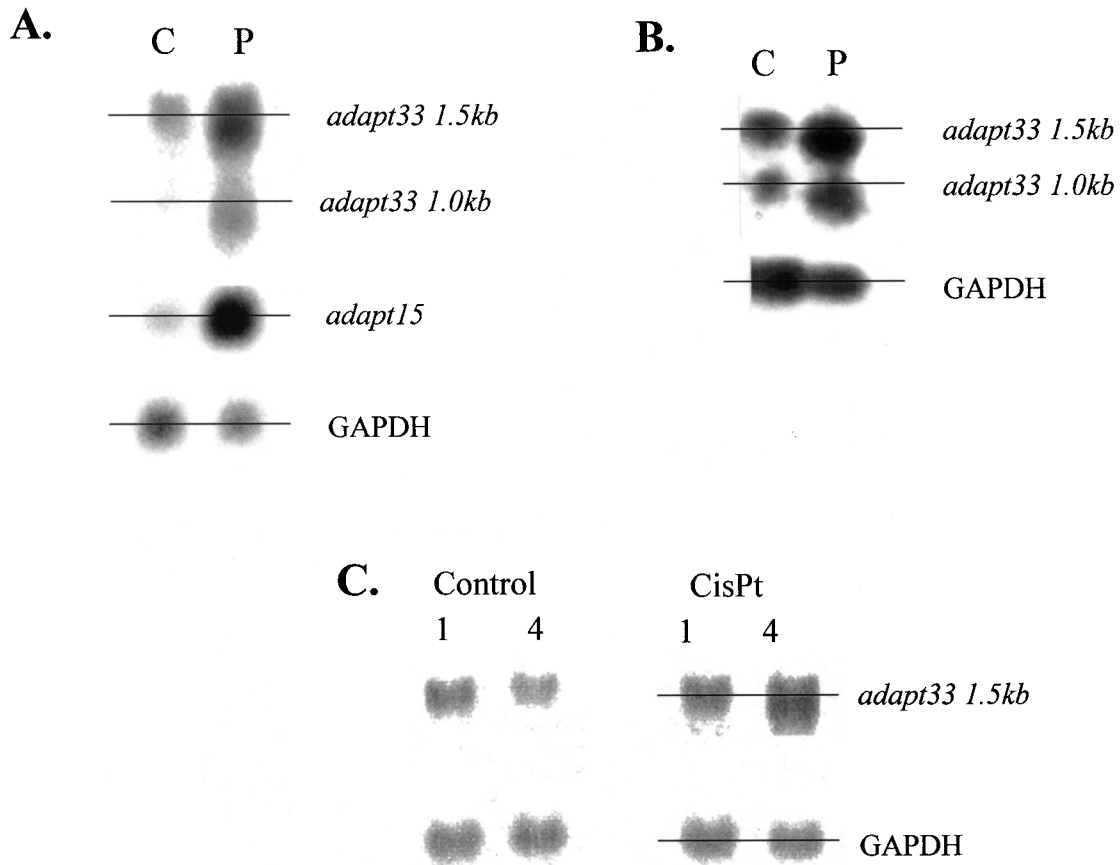 A.
C P
adapt33 1.5kb
adapt33 1.0kb
adapt15
GAPDH
B.
C P
adapt33 1.5kb
adapt33 1.0kb
GAPDH
C.
Control CisPt
1 4 1 4
adapt33 1.5kb
GAPDH